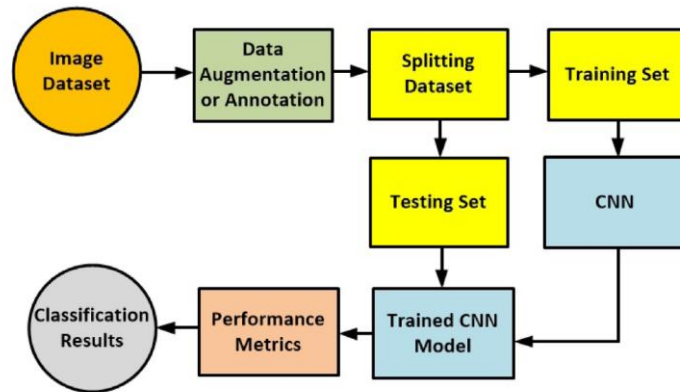 Image
Dataset
Data
Augmentation
or Annotation
Splitting
Dataset
Training Set
Testing Set
CNN
Classification
Results
Performance
Metrics
Trained CNN
Model